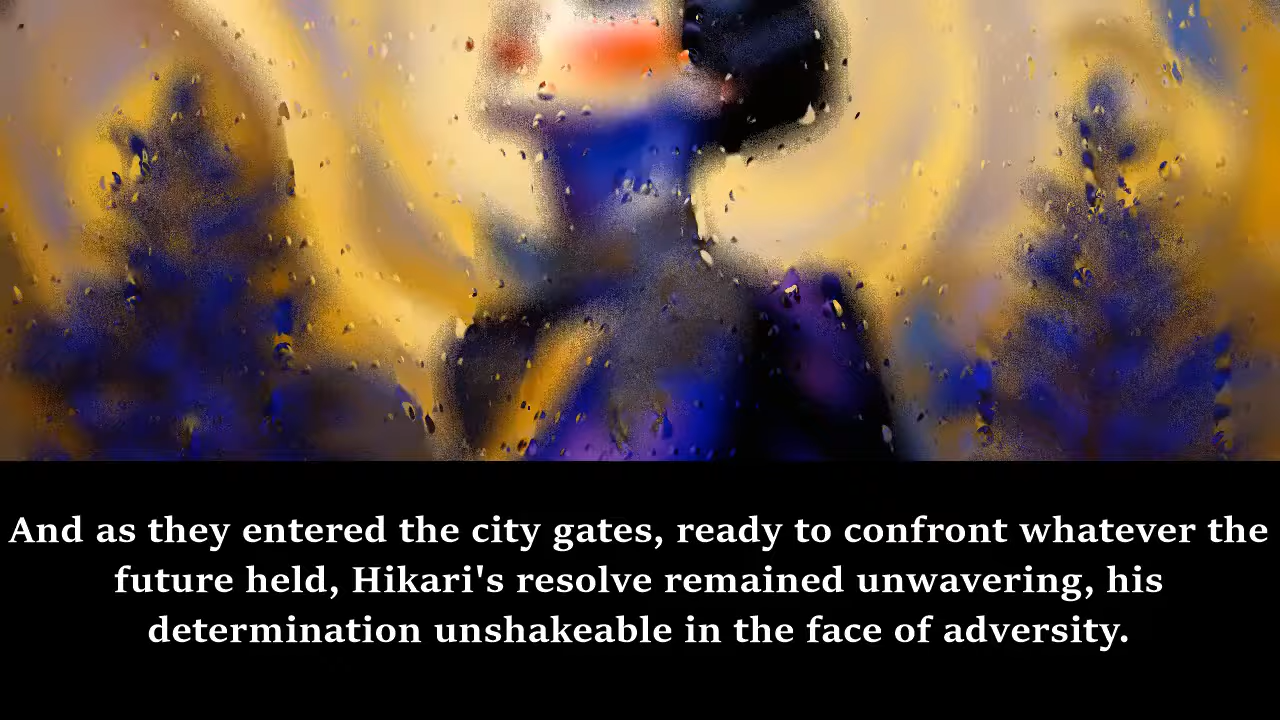 And as they entered the city gates, ready to confront whatever the
future held, Hikari's resolve remained unwavering, his
determination unshakeable in the face of adversity.